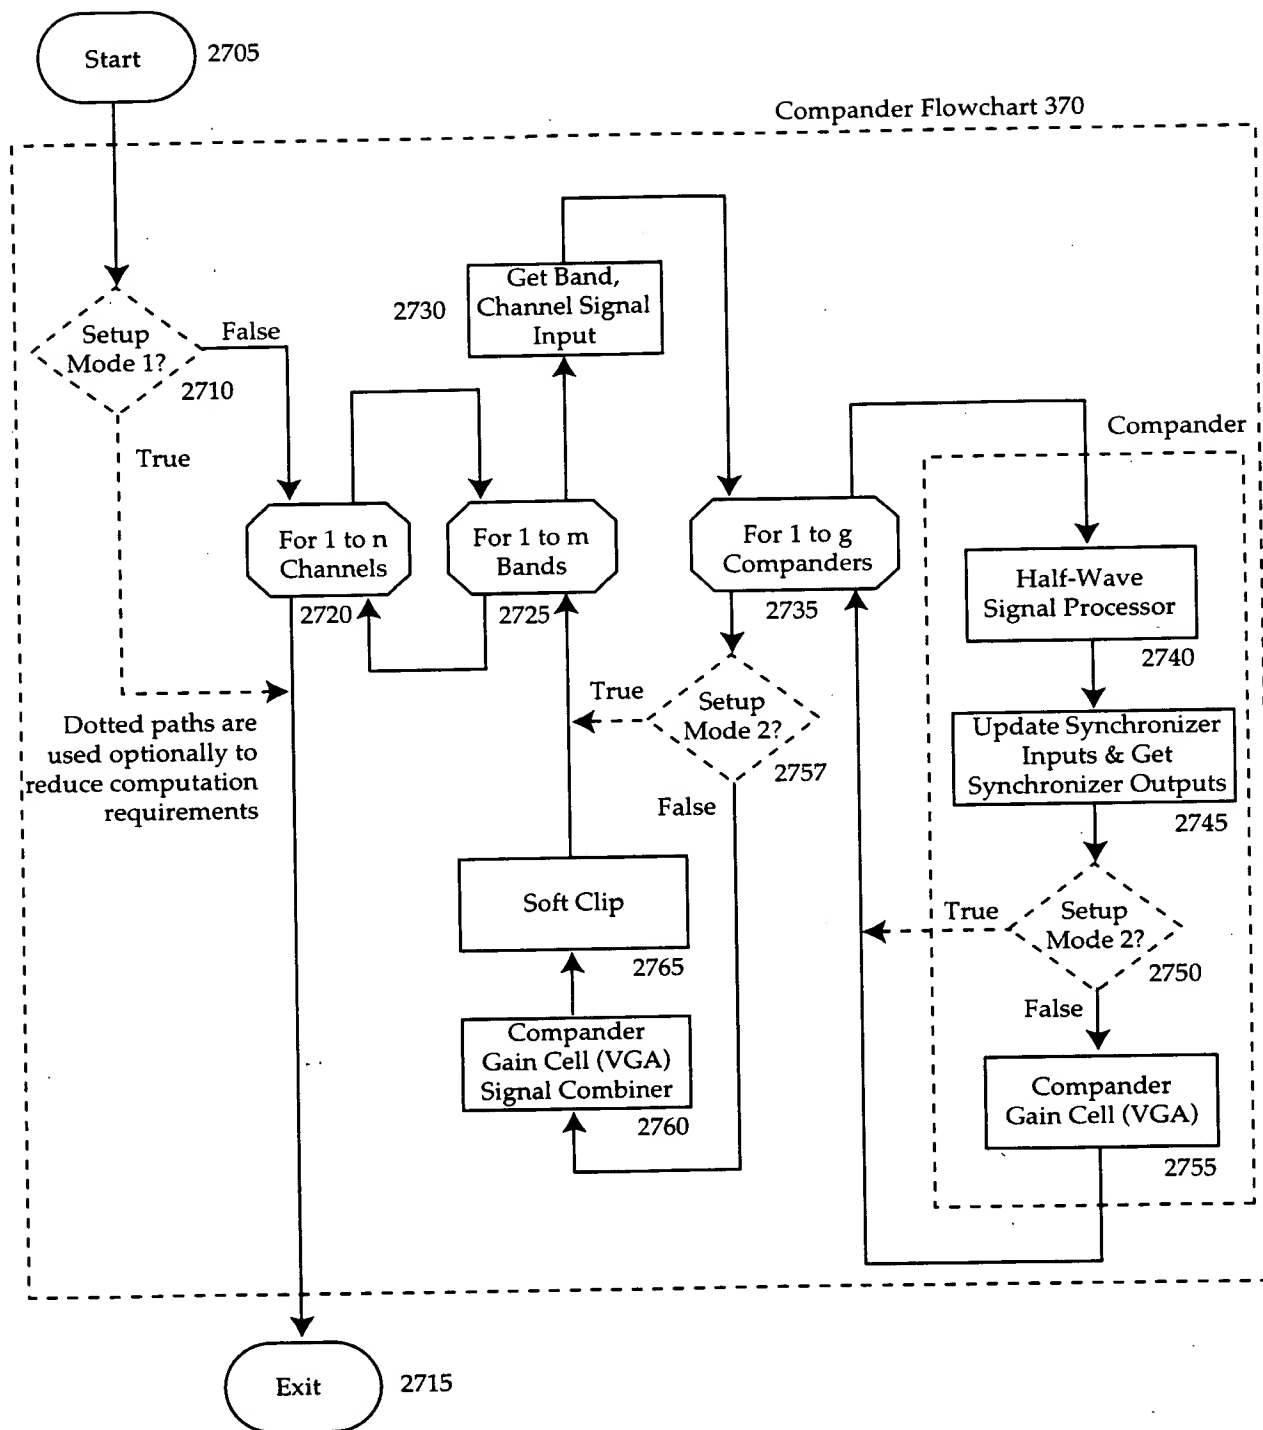 Start
2705
Compander Flowchart 370
Setup
Mode 1?
False
2710
True
Get Band,
Channel Signal
Input
2730
Compander
For 1 to n
Channels
2720
For 1 to m
Bands
2725
For 1 to g
Companders
2735
Half-Wave
Signal Processor
2740
Update Synchronizer
Inputs & Get
Synchronizer Outputs
2745
Dotted paths are
used optionally to
reduce computation
requirements
True
Setup
Mode 2?
2757
False
True
Setup
Mode 2?
2750
False
Soft Clip
2765
Compander
Gain Cell (VGA)
Signal Combiner
2760
Compander
Gain Cell (VGA)
2755
Exit
2715